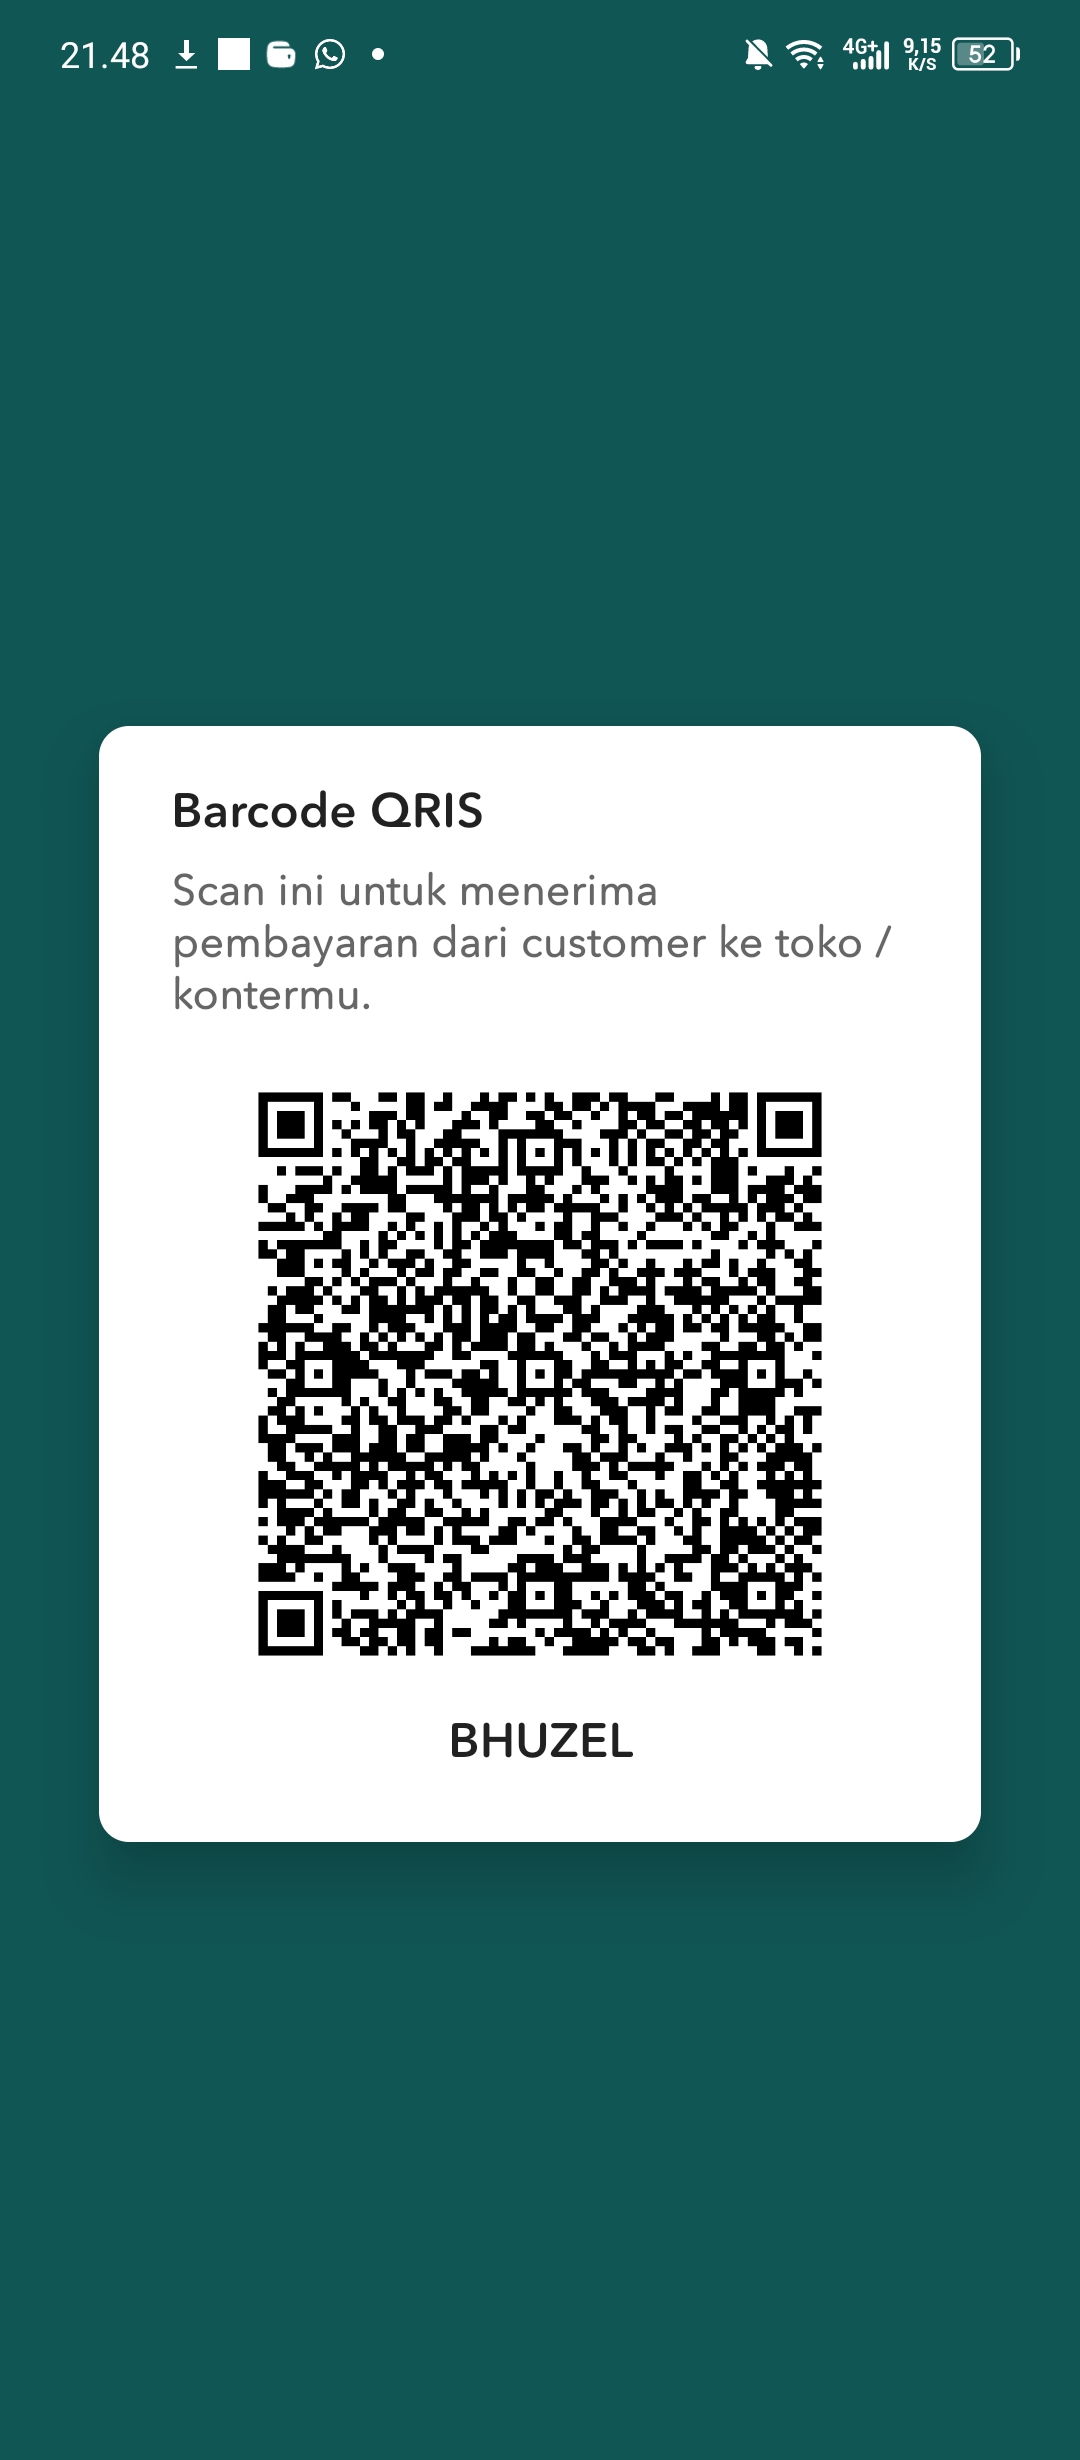 21.48
4G+
9,15
K/S
52
Barcode QRIS
Scan ini untuk menerima
pembayaran dari customer ke toko /
kontermu.
BHUZEL